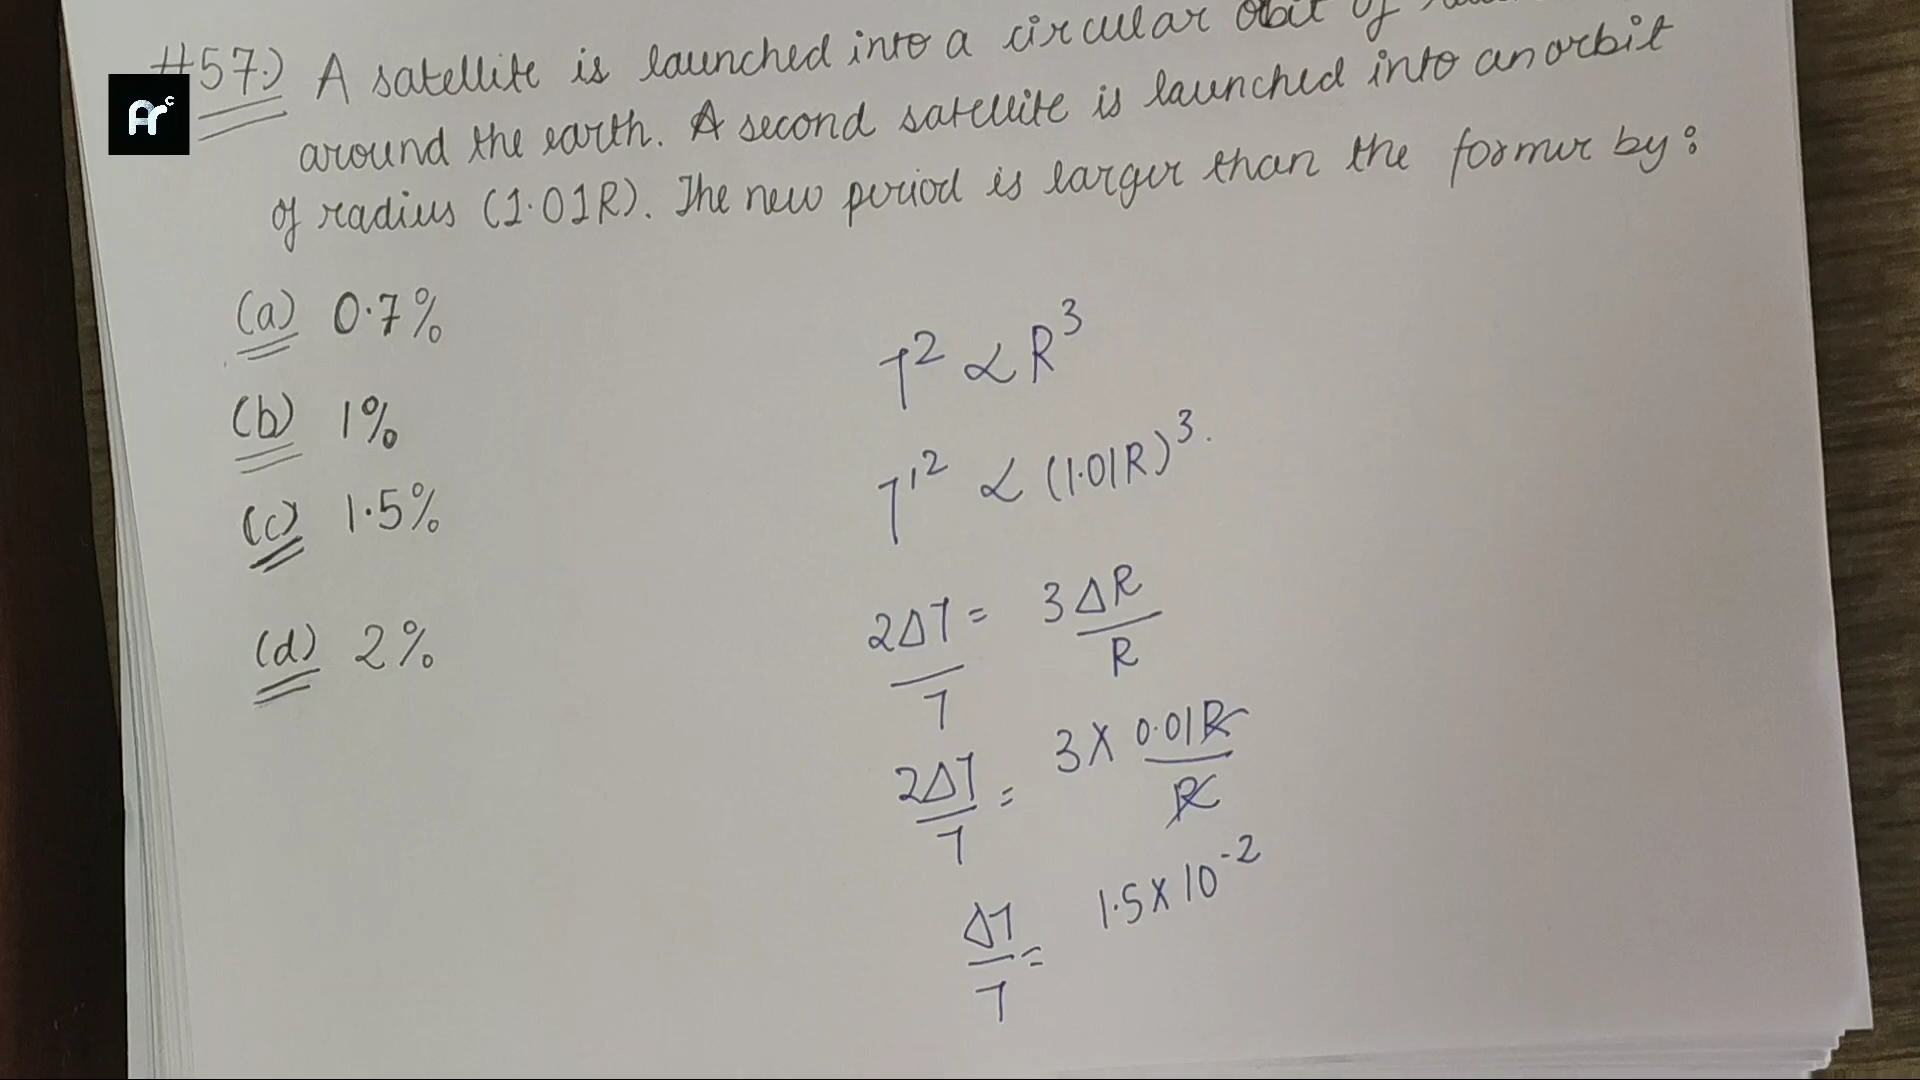 #57.) A satellite is launched into a circular orbit of
around the earth. A second satellite is launched into an orbit
of radius (1.01R). The new period is larger than the former by:
(a) 0.7%
(b) 1%
(c) 1.5%
(d) 2%
T² ∝ R³
T'² ∝ (1.01R)³.
2ΔT/T = 3ΔR/R
2ΔT/T = 3 × 0.01R/R
ΔT/T = 1.5 × 10⁻²
Ar c